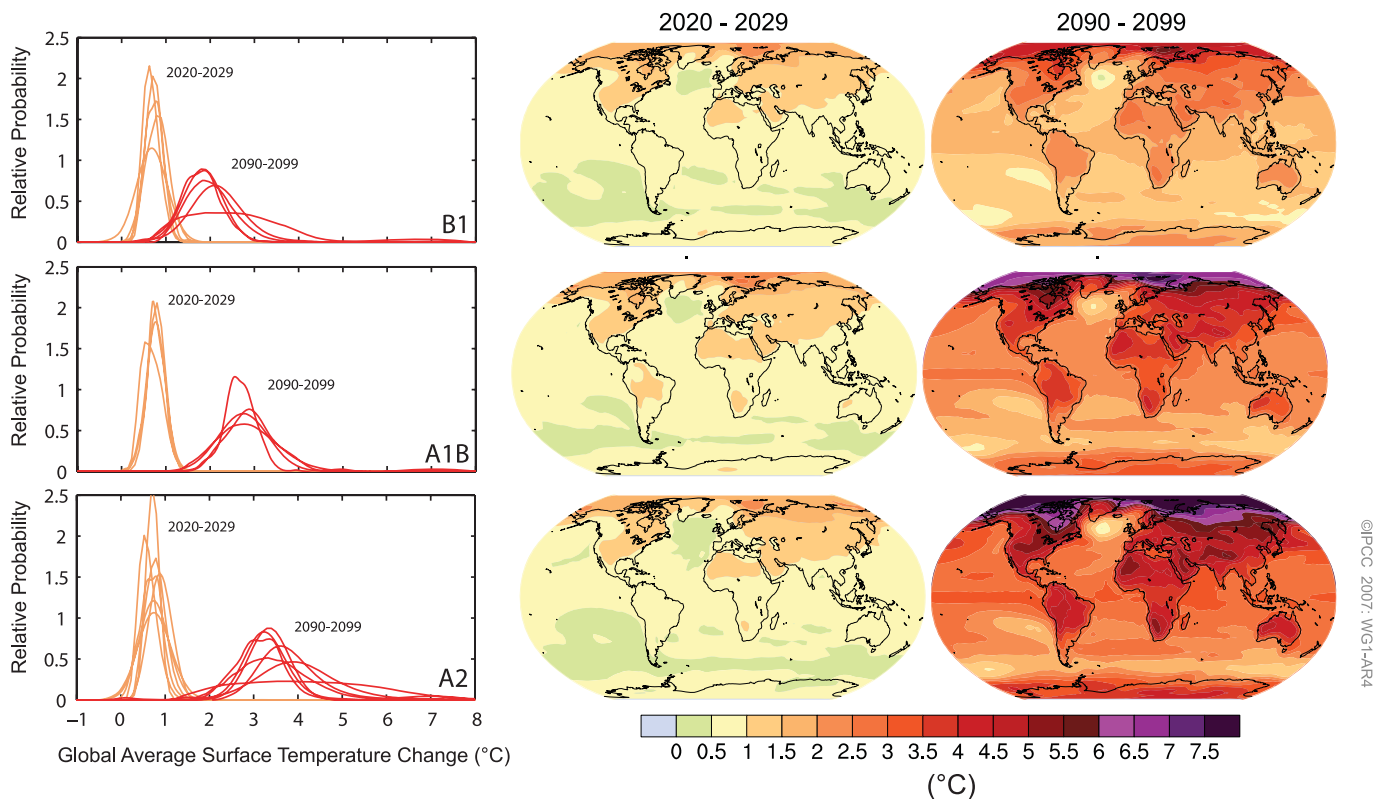 2020 - 2029
2090 - 2099
Relative Probability
2.5
2
1.5
1
0.5
0
2020-2029
2090-2099
B1
Relative Probability
2.5
2
1.5
1
0.5
0
2020-2029
2090-2099
A1B
Relative Probability
2.5
2
1.5
1
0.5
0
2020-2029
2090-2099
A2
−1 0 1 2 3 4 5 6 7 8
Global Average Surface Temperature Change (°C)
0 0.5 1 1.5 2 2.5 3 3.5 4 4.5 5 5.5 6 6.5 7 7.5
(°C)
©IPCC 2007: WG1-AR4